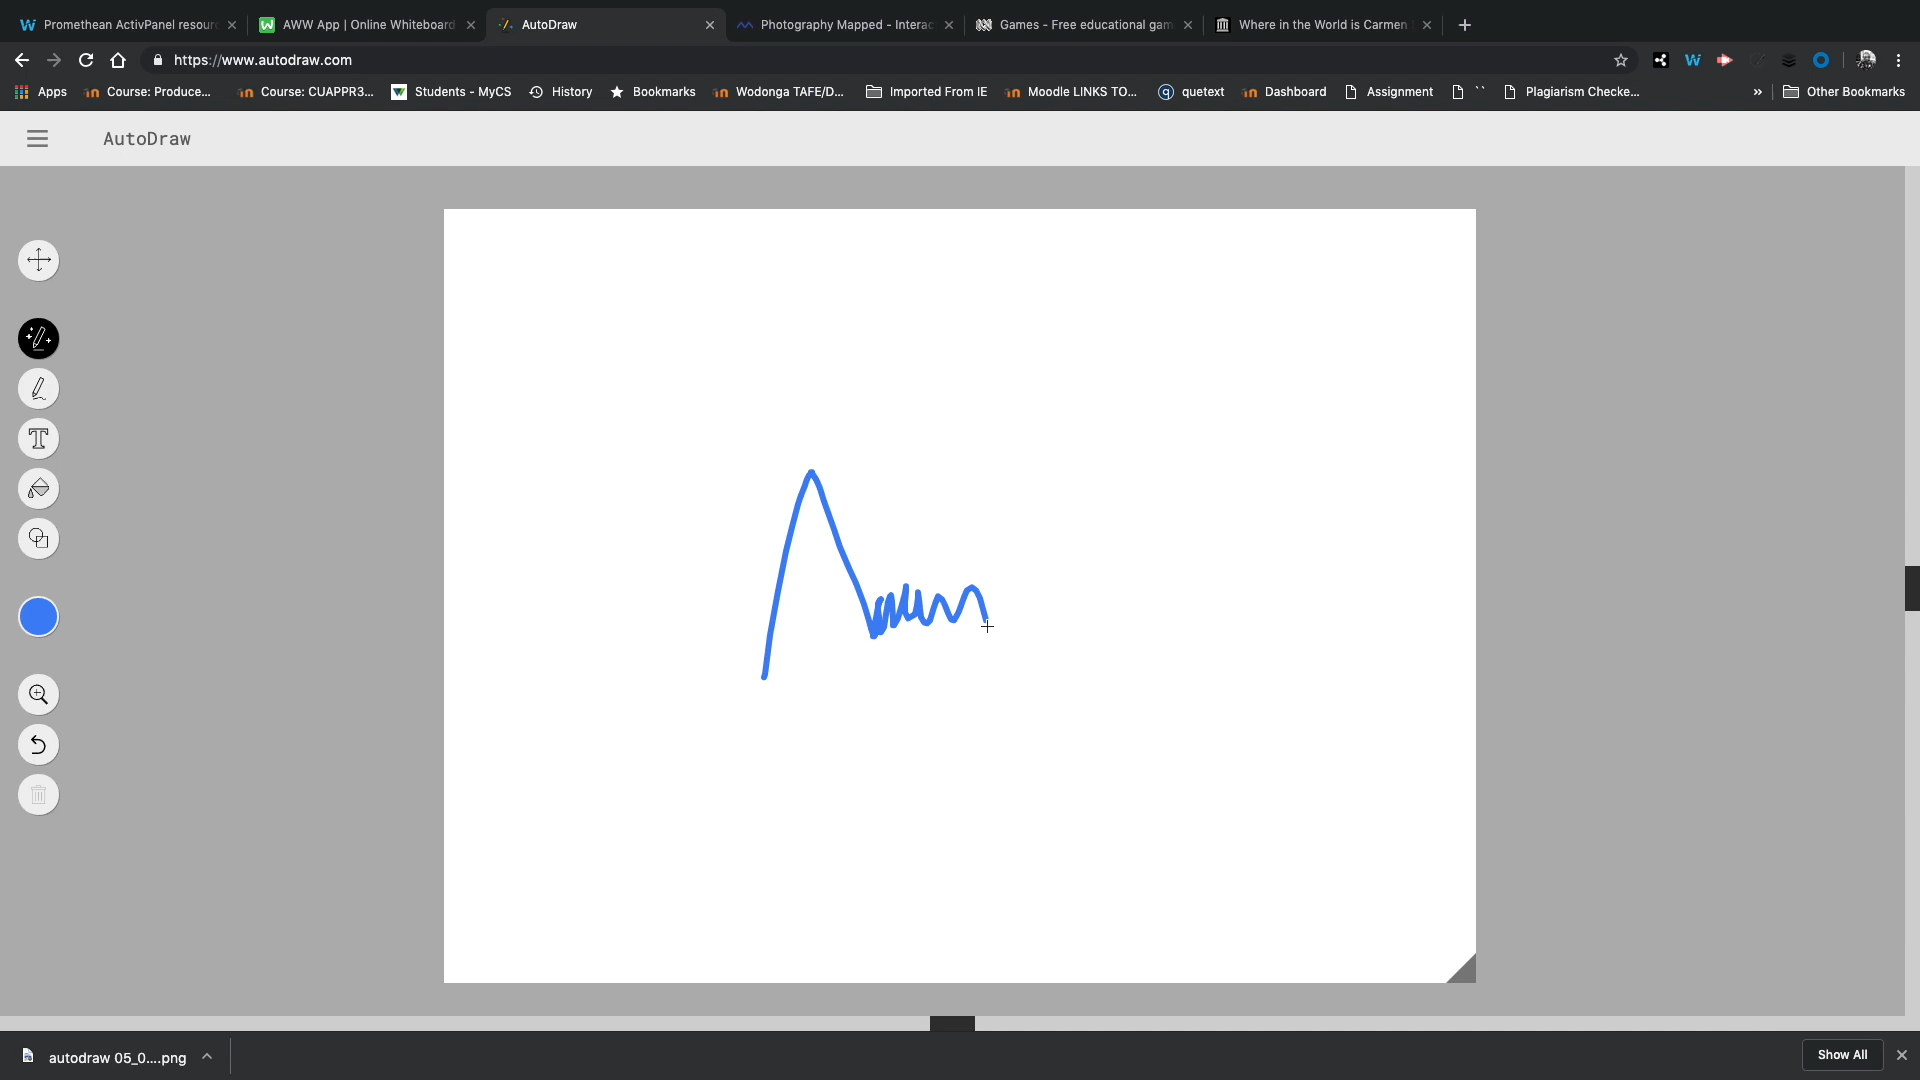 Promethean ActivPanel resourc
AWW App | Online Whiteboard
AutoDraw
Photography Mapped - Interac
Games - Free educational gam
Where in the World is Carmen
https://www.autodraw.com
Apps
Course: Produce...
Course: CUAPPR3...
Students - MyCS
History
Bookmarks
Wodonga TAFE/D...
Imported From IE
Moodle LINKS TO...
quetext
Dashboard
Assignment
``
Plagiarism Checke...
»
Other Bookmarks
AutoDraw
autodraw 05_0....png
Show All